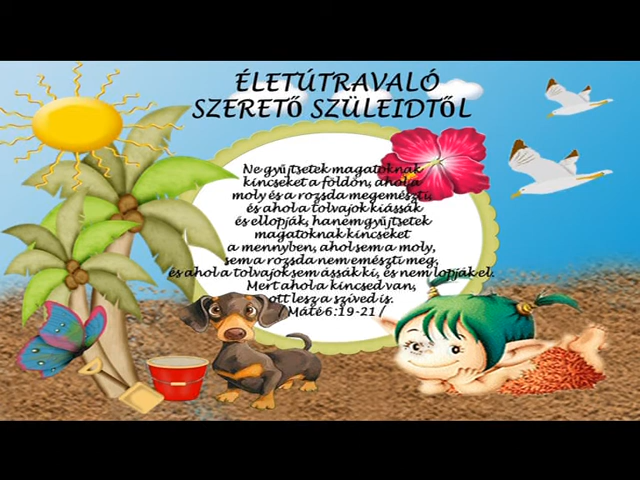 ÉLETÚTRAVALÓ
SZERETŐ SZÜLEIDTŐL
Ne gyűjtsetek magatoknak
kincseket a földön, ahol a
moly és a rozsda megemészti,
és ahol a tolvajok kiássák
és ellopják, hanem gyűjtsetek
magatoknak kincseket
a mennyben, ahol sem a moly,
sem a rozsda nem emészti meg,
és ahol a tolvajok sem ássák ki, és nem lopják el.
Mert ahol a kincsed van,
ott lesz a szíved is.
/ Máté 6:19-21 /